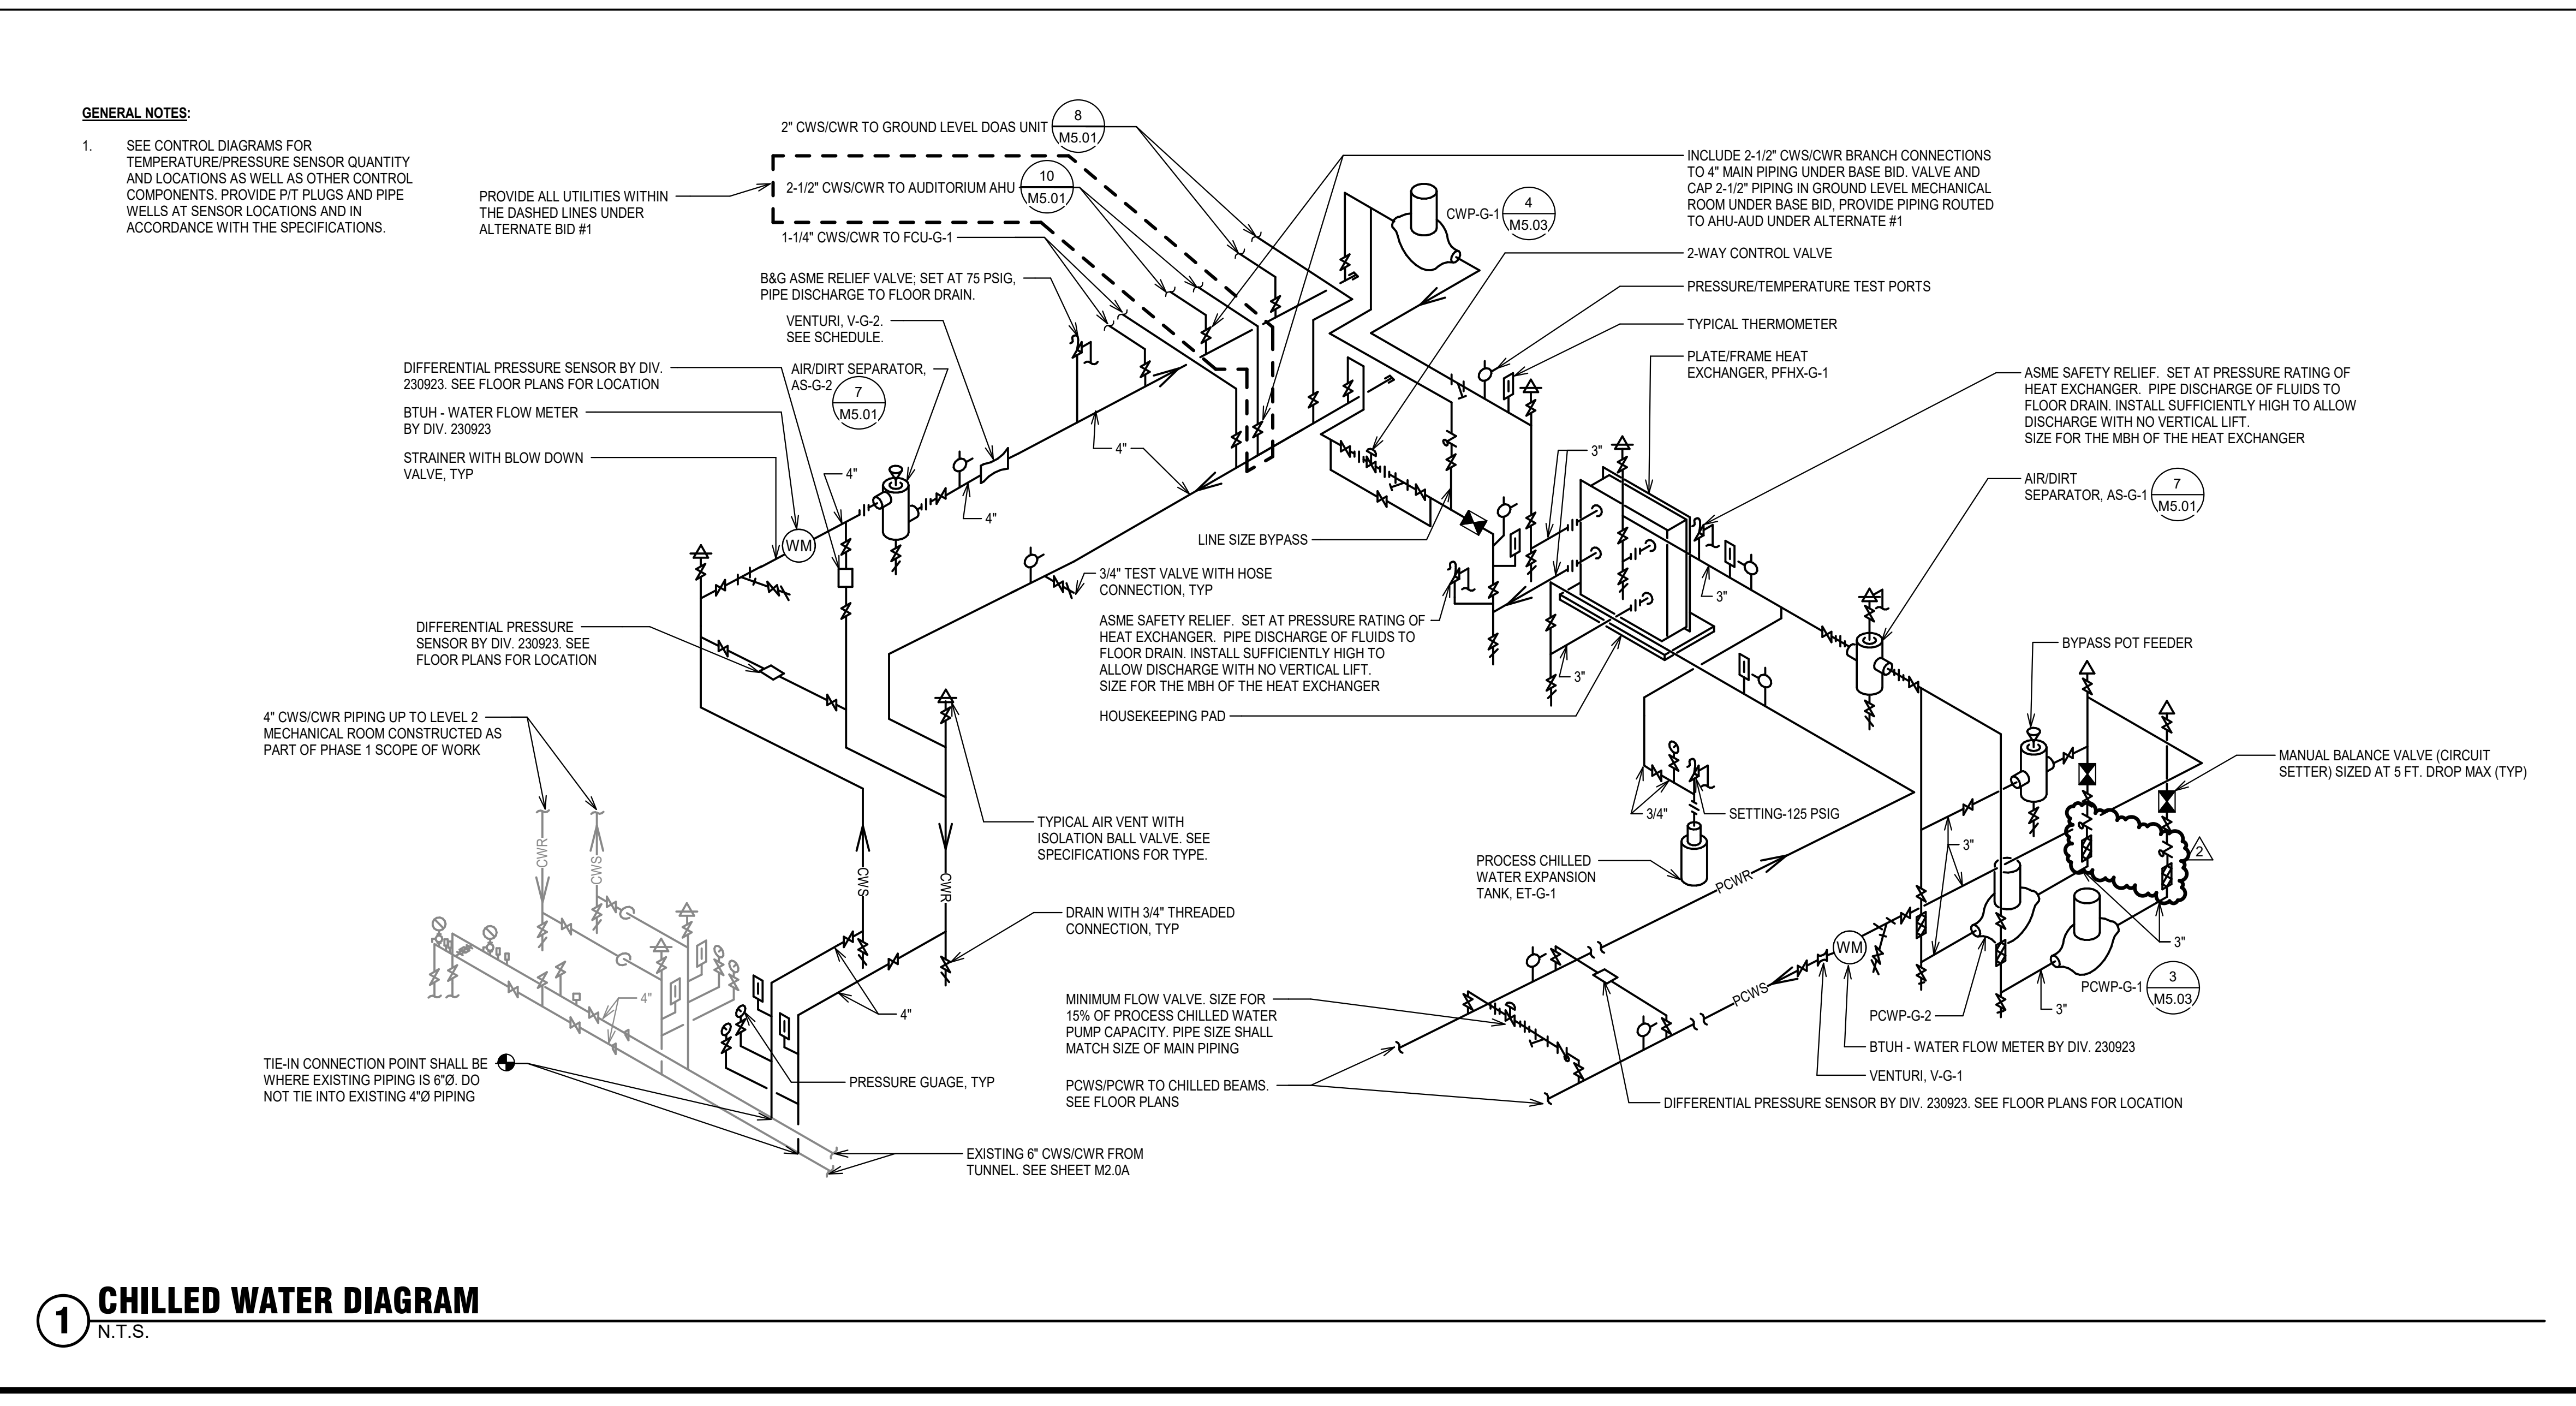 GENERAL NOTES:
1. SEE CONTROL DIAGRAMS FOR
TEMPERATURE/PRESSURE SENSOR QUANTITY
AND LOCATIONS AS WELL AS OTHER CONTROL
COMPONENTS. PROVIDE P/T PLUGS AND PIPE
WELLS AT SENSOR LOCATIONS AND IN
ACCORDANCE WITH THE SPECIFICATIONS.
PROVIDE ALL UTILITIES WITHIN
THE DASHED LINES UNDER
ALTERNATE BID #1
2" CWS/CWR TO GROUND LEVEL DOAS UNIT
8
M5.01
2-1/2" CWS/CWR TO AUDITORIUM AHU
10
M5.01
1-1/4" CWS/CWR TO FCU-G-1
B&G ASME RELIEF VALVE; SET AT 75 PSIG,
PIPE DISCHARGE TO FLOOR DRAIN.
VENTURI, V-G-2.
SEE SCHEDULE.
AIR/DIRT SEPARATOR,
AS-G-2
7
M5.01
DIFFERENTIAL PRESSURE SENSOR BY DIV.
230923. SEE FLOOR PLANS FOR LOCATION
BTUH - WATER FLOW METER
BY DIV. 230923
STRAINER WITH BLOW DOWN
VALVE, TYP
4"
4"
4"
WM
CWP-G-1
4
M5.03
INCLUDE 2-1/2" CWS/CWR BRANCH CONNECTIONS
TO 4" MAIN PIPING UNDER BASE BID. VALVE AND
CAP 2-1/2" PIPING IN GROUND LEVEL MECHANICAL
ROOM UNDER BASE BID, PROVIDE PIPING ROUTED
TO AHU-AUD UNDER ALTERNATE #1
2-WAY CONTROL VALVE
PRESSURE/TEMPERATURE TEST PORTS
TYPICAL THERMOMETER
PLATE/FRAME HEAT
EXCHANGER, PFHX-G-1
ASME SAFETY RELIEF. SET AT PRESSURE RATING OF
HEAT EXCHANGER. PIPE DISCHARGE OF FLUIDS TO
FLOOR DRAIN. INSTALL SUFFICIENTLY HIGH TO ALLOW
DISCHARGE WITH NO VERTICAL LIFT.
SIZE FOR THE MBH OF THE HEAT EXCHANGER
AIR/DIRT
SEPARATOR, AS-G-1
7
M5.01
3"
LINE SIZE BYPASS
3/4" TEST VALVE WITH HOSE
CONNECTION, TYP
ASME SAFETY RELIEF. SET AT PRESSURE RATING OF
HEAT EXCHANGER. PIPE DISCHARGE OF FLUIDS TO
FLOOR DRAIN. INSTALL SUFFICIENTLY HIGH TO
ALLOW DISCHARGE WITH NO VERTICAL LIFT.
SIZE FOR THE MBH OF THE HEAT EXCHANGER
HOUSEKEEPING PAD
3"
3"
DIFFERENTIAL PRESSURE
SENSOR BY DIV. 230923. SEE
FLOOR PLANS FOR LOCATION
4" CWS/CWR PIPING UP TO LEVEL 2
MECHANICAL ROOM CONSTRUCTED AS
PART OF PHASE 1 SCOPE OF WORK
CWR
CWS
CWS
CWR
TYPICAL AIR VENT WITH
ISOLATION BALL VALVE. SEE
SPECIFICATIONS FOR TYPE.
DRAIN WITH 3/4" THREADED
CONNECTION, TYP
4"
4"
TIE-IN CONNECTION POINT SHALL BE
WHERE EXISTING PIPING IS 6"Ø. DO
NOT TIE INTO EXISTING 4"Ø PIPING
PRESSURE GUAGE, TYP
EXISTING 6" CWS/CWR FROM
TUNNEL. SEE SHEET M2.0A
BYPASS POT FEEDER
MANUAL BALANCE VALVE (CIRCUIT
SETTER) SIZED AT 5 FT. DROP MAX (TYP)
3/4"
SETTING-125 PSIG
PROCESS CHILLED
WATER EXPANSION
TANK, ET-G-1
PCWR
PCWS
3"
2
3"
3"
WM
PCWP-G-1
3
M5.03
PCWP-G-2
BTUH - WATER FLOW METER BY DIV. 230923
VENTURI, V-G-1
MINIMUM FLOW VALVE. SIZE FOR
15% OF PROCESS CHILLED WATER
PUMP CAPACITY. PIPE SIZE SHALL
MATCH SIZE OF MAIN PIPING
PCWS/PCWR TO CHILLED BEAMS.
SEE FLOOR PLANS
DIFFERENTIAL PRESSURE SENSOR BY DIV. 230923. SEE FLOOR PLANS FOR LOCATION
1
CHILLED WATER DIAGRAM
N.T.S.